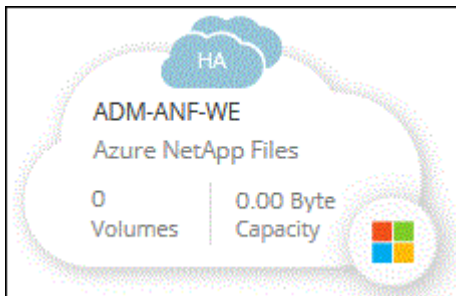 HA
ADM-ANF-WE
Azure NetApp Files
0
Volumes
0.00 Byte
Capacity